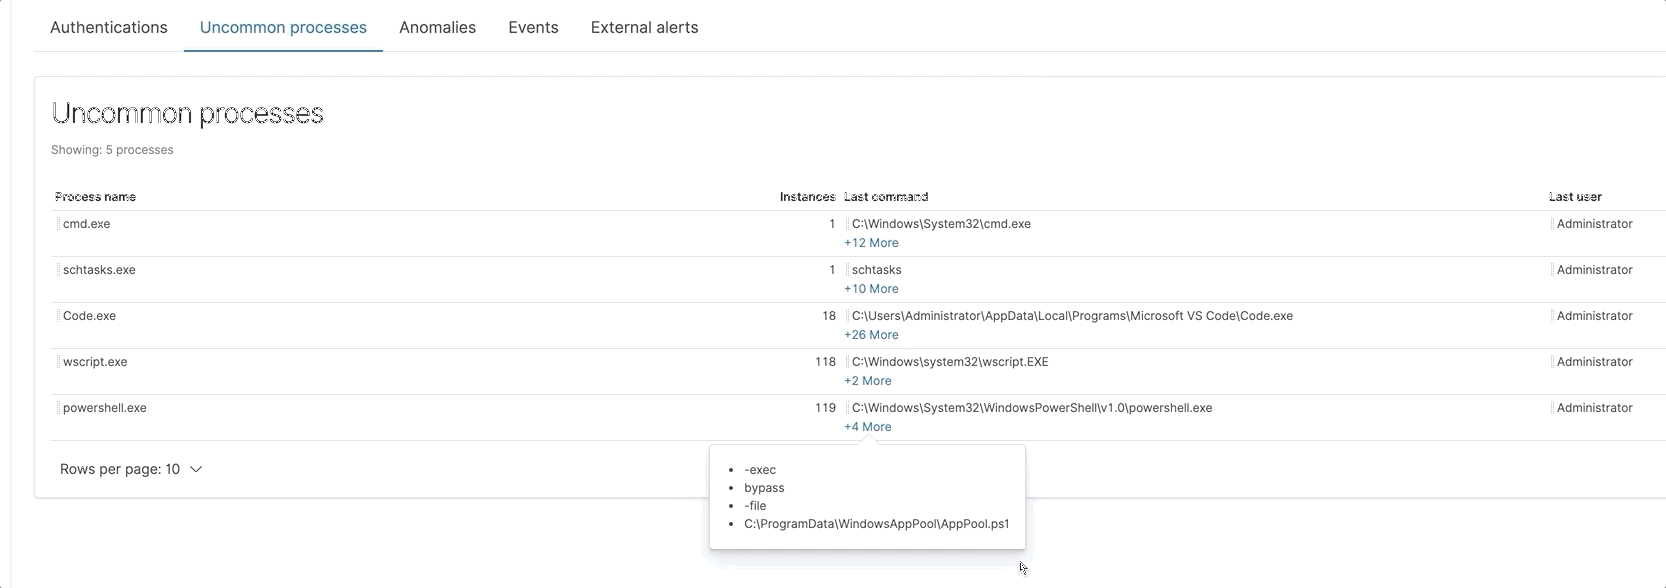 Authentications Uncommon processes Anomalies Events External alerts
Uncommon processes
Showing: 5 processes
Process name Instances Last command Last user
cmd.exe 1 C:\Windows\System32\cmd.exe Administrator
+12 More
schtasks.exe 1 schtasks Administrator
+10 More
Code.exe 18 C:\Users\Administrator\AppData\Local\Programs\Microsoft VS Code\Code.exe Administrator
+26 More
wscript.exe 118 C:\Windows\system32\wscript.EXE Administrator
+2 More
powershell.exe 119 C:\Windows\System32\WindowsPowerShell\v1.0\powershell.exe Administrator
+4 More
Rows per page: 10
-exec
bypass
-file
C:\ProgramData\WindowsAppPool\AppPool.ps1